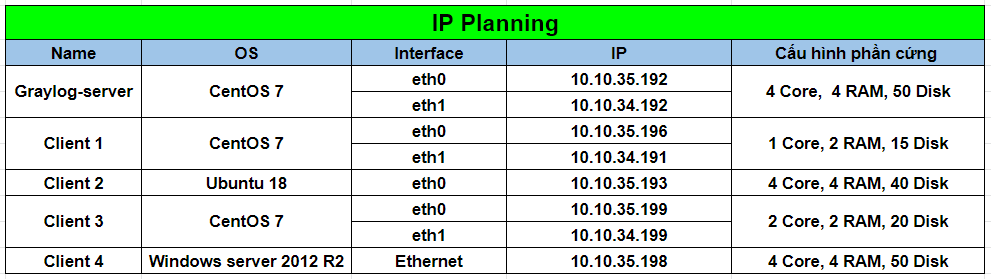 IP Planning
Name OS Interface IP Cấu hình phần cứng
Graylog-server CentOS 7 eth0 10.10.35.192 4 Core, 4 RAM, 50 Disk
eth1 10.10.34.192
Client 1 CentOS 7 eth0 10.10.35.196 1 Core, 2 RAM, 15 Disk
eth1 10.10.34.191
Client 2 Ubuntu 18 eth0 10.10.35.193 4 Core, 4 RAM, 40 Disk
Client 3 CentOS 7 eth0 10.10.35.199 2 Core, 2 RAM, 20 Disk
eth1 10.10.34.199
Client 4 Windows server 2012 R2 Ethernet 10.10.35.198 4 Core, 4 RAM, 50 Disk